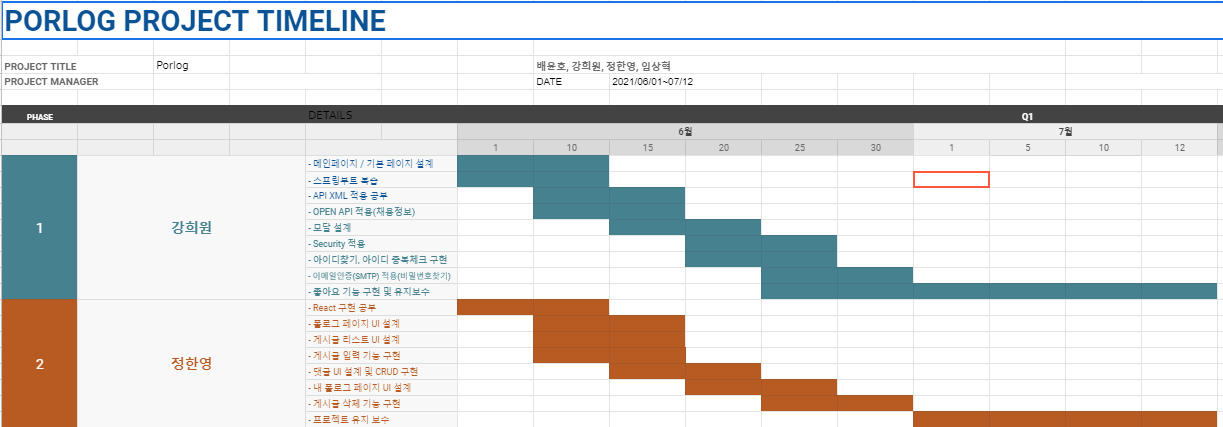 PORLOG PROJECT TIMELINE
PROJECT TITLE Porlog 배윤호, 강희원, 정한영, 임상혁
PROJECT MANAGER DATE 2021/06/01~07/12
PHASE DETAILS Q1
6월 7월
1 10 15 20 25 30 1 5 10 12
1 강희원
- 메인페이지 / 기본 페이지 설계
- 스프링부트 복습
- API XML 적용 공부
- OPEN API 적용(채용정보)
- 모달 설계
- Security 적용
- 아이디찾기, 아이디 중복체크 구현
- 이메일인증(SMTP) 적용(비밀번호찾기)
- 좋아요 기능 구현 및 유지보수
2 정한영
- React 구현 공부
- 블로그 페이지 UI 설계
- 게시글 리스트 UI 설계
- 게시글 입력 기능 구현
- 댓글 UI 설계 및 CRUD 구현
- 내 블로그 페이지 UI 설계
- 게시글 삭제 기능 구현
- 프로젝트 유지 보수